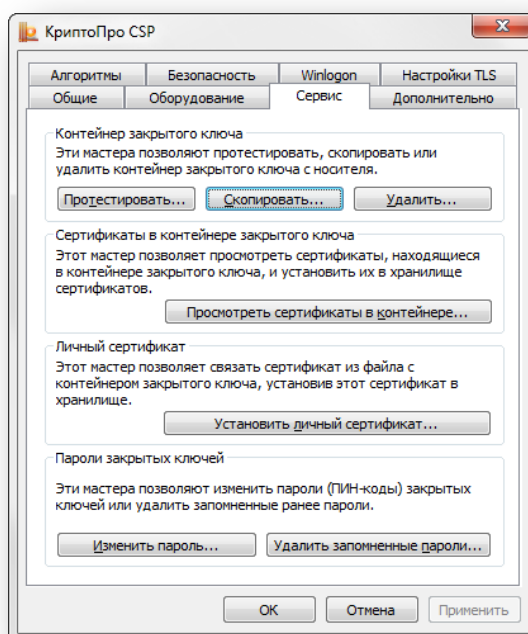 КриптоПро CSP
Алгоритмы Безопасность Winlogon Настройки TLS
Общие Оборудование Сервис Дополнительно
Контейнер закрытого ключа
Эти мастера позволяют протестировать, скопировать или
удалить контейнер закрытого ключа с носителя.
Протестировать... Скопировать... Удалить...
Сертификаты в контейнере закрытого ключа
Этот мастер позволяет просмотреть сертификаты, находящиеся
в контейнере закрытого ключа, и установить их в хранилище
сертификатов.
Просмотреть сертификаты в контейнере...
Личный сертификат
Этот мастер позволяет связать сертификат из файла с
контейнером закрытого ключа, установив этот сертификат в
хранилище.
Установить личный сертификат...
Пароли закрытых ключей
Эти мастера позволяют изменить пароли (ПИН-коды) закрытых
ключей или удалить запомненные ранее пароли.
Изменить пароль... Удалить запомненные пароли...
ОК Отмена Применить